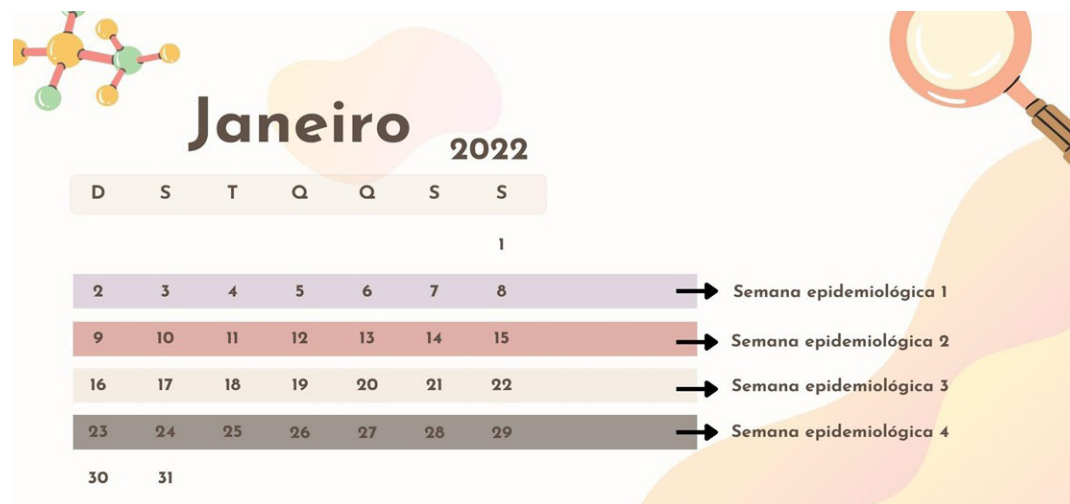 Janeiro
2022
D S T Q Q S S
1
2 3 4 5 6 7 8 Semana epidemiológica 1
9 10 11 12 13 14 15 Semana epidemiológica 2
16 17 18 19 20 21 22 Semana epidemiológica 3
23 24 25 26 27 28 29 Semana epidemiológica 4
30 31